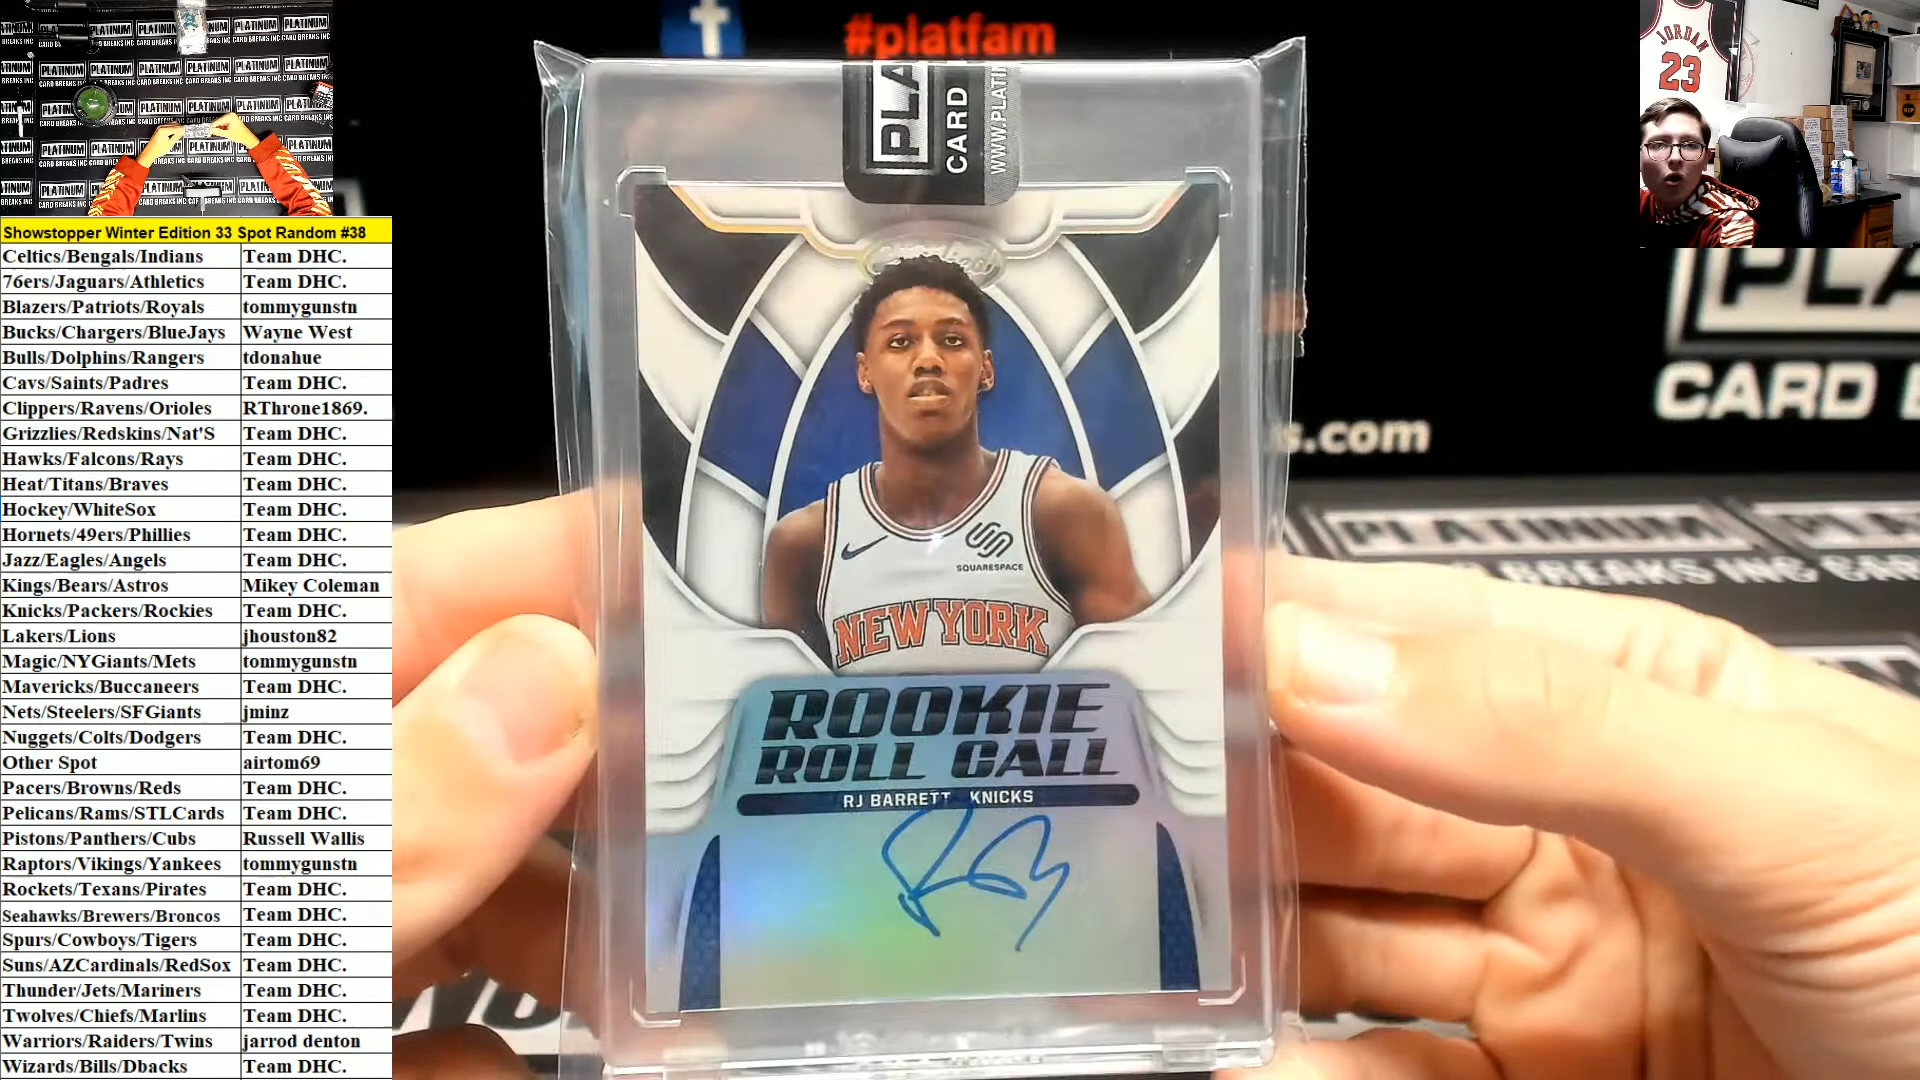 #platfam
PLA
CARD
WWW.PLATI
JORDAN
23
Showstopper Winter Edition 33 Spot Random #38
Celtics/Bengals/Indians Team DHC.
76ers/Jaguars/Athletics Team DHC.
Blazers/Patriots/Royals tommygunstn
Bucks/Chargers/BlueJays Wayne West
Bulls/Dolphins/Rangers tdonahue
Cavs/Saints/Padres Team DHC.
Clippers/Ravens/Orioles RThrone1869.
Grizzlies/Redskins/Nat'S Team DHC.
Hawks/Falcons/Rays Team DHC.
Heat/Titans/Braves Team DHC.
Hockey/WhiteSox Team DHC.
Hornets/49ers/Phillies Team DHC.
Jazz/Eagles/Angels Team DHC.
Kings/Bears/Astros Mikey Coleman
Knicks/Packers/Rockies Team DHC.
Lakers/Lions jhouston82
Magic/NYGiants/Mets tommygunstn
Mavericks/Buccaneers Team DHC.
Nets/Steelers/SFGiants jminz
Nuggets/Colts/Dodgers Team DHC.
Other Spot airtom69
Pacers/Browns/Reds Team DHC.
Pelicans/Rams/STLCards Team DHC.
Pistons/Panthers/Cubs Russell Wallis
Raptors/Vikings/Yankees tommygunstn
Rockets/Texans/Pirates Team DHC.
Seahawks/Brewers/Broncos Team DHC.
Spurs/Cowboys/Tigers Team DHC.
Suns/AZCardinals/RedSox Team DHC.
Thunder/Jets/Mariners Team DHC.
Twolves/Chiefs/Marlins Team DHC.
Warriors/Raiders/Twins jarrod denton
Wizards/Bills/Dbacks Team DHC.
SQUARESPACE
NEW YORK
ROOKIE
ROLL CALL
RJ BARRETT - KNICKS
CARD
s.com
PLATINUM
BREAKS INC